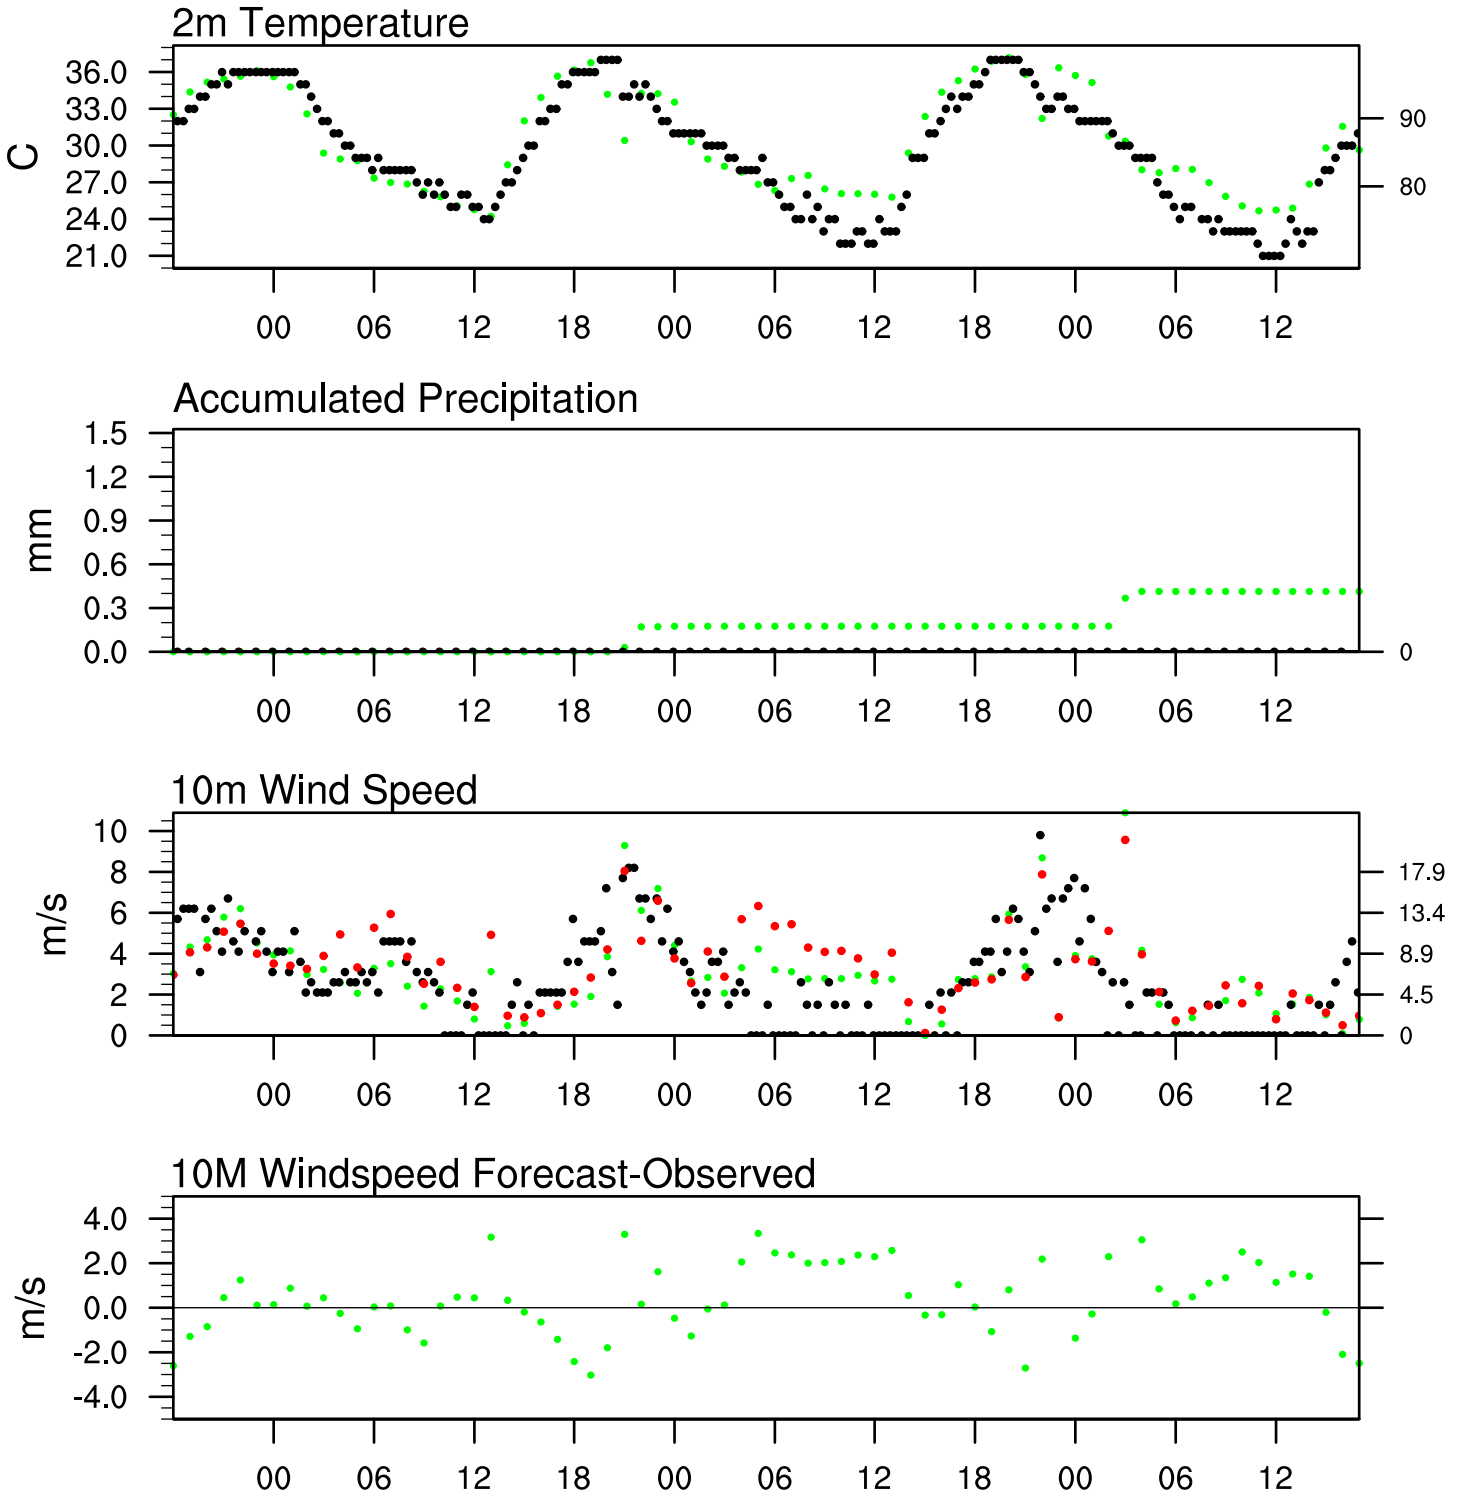 2m Temperature
36.0
33.0
30.0
27.0
24.0
21.0
C
90
80
00 06 12 18 00 06 12 18 00 06 12
Accumulated Precipitation
1.5
1.2
0.9
0.6
0.3
0.0
mm
0
00 06 12 18 00 06 12 18 00 06 12
10m Wind Speed
10
8
6
4
2
0
m/s
17.9
13.4
8.9
4.5
0
00 06 12 18 00 06 12 18 00 06 12
10M Windspeed Forecast-Observed
4.0
2.0
0.0
-2.0
-4.0
m/s
00 06 12 18 00 06 12 18 00 06 12